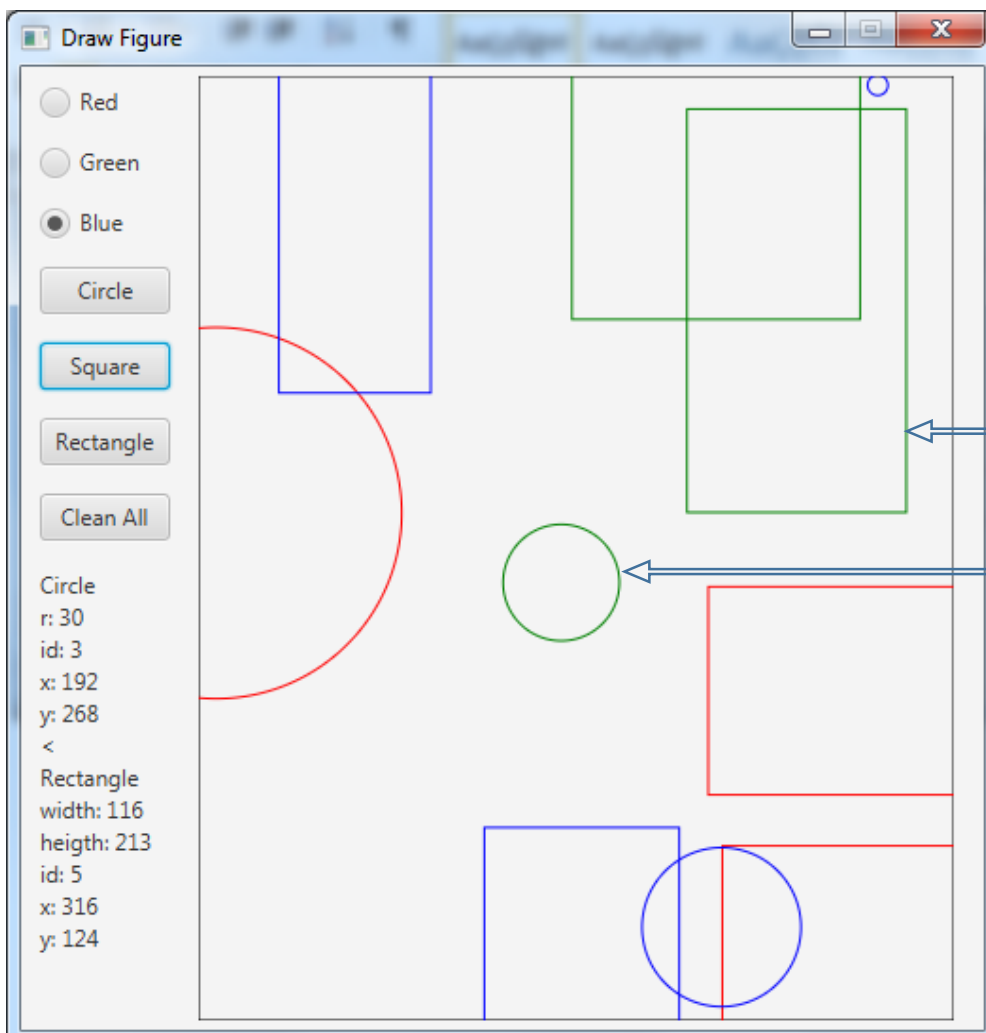 Draw Figure
Red
Green
Blue
Circle
Square
Rectangle
Clean All
Circle
r: 30
id: 3
x: 192
y: 268
<
Rectangle
width: 116
heigth: 213
id: 5
x: 316
y: 124